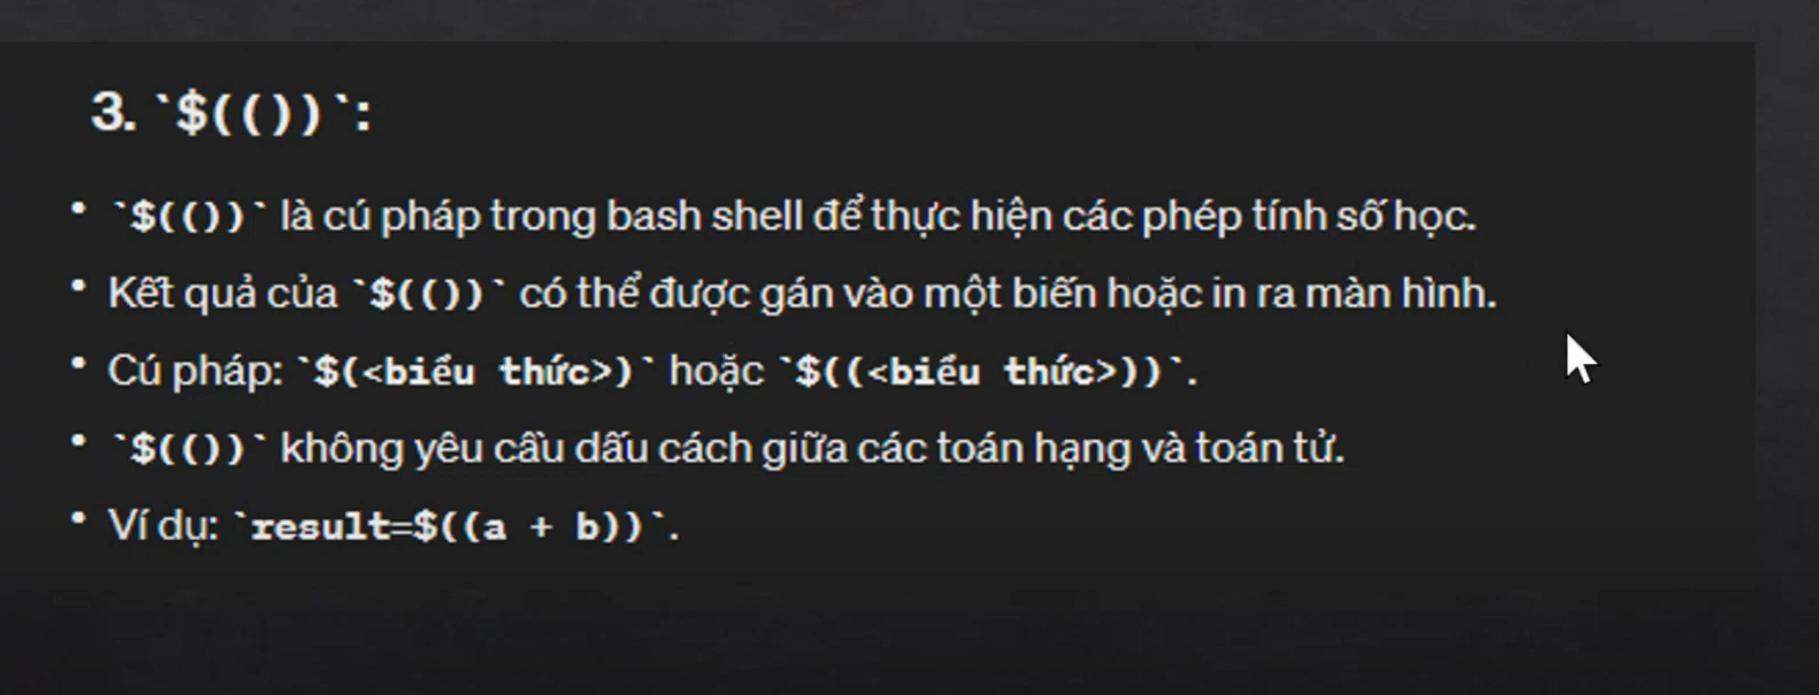 3. `$(())`:
• `$(())` là cú pháp trong bash shell để thực hiện các phép tính số học.
• Kết quả của `$(())` có thể được gán vào một biến hoặc in ra màn hình.
• Cú pháp: `$(<biểu thức>)` hoặc `$((<biểu thức>))`.
• `$(())` không yêu cầu dấu cách giữa các toán hạng và toán tử.
• Ví dụ: `result=$((a + b))`.